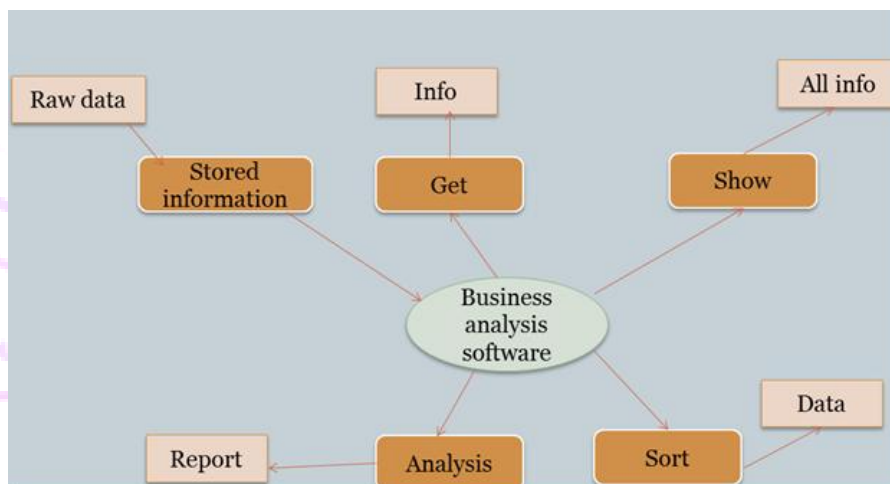 Raw data
Info
All info
Stored
information
Get
Show
Business
analysis
software
Data
Report
Analysis
Sort